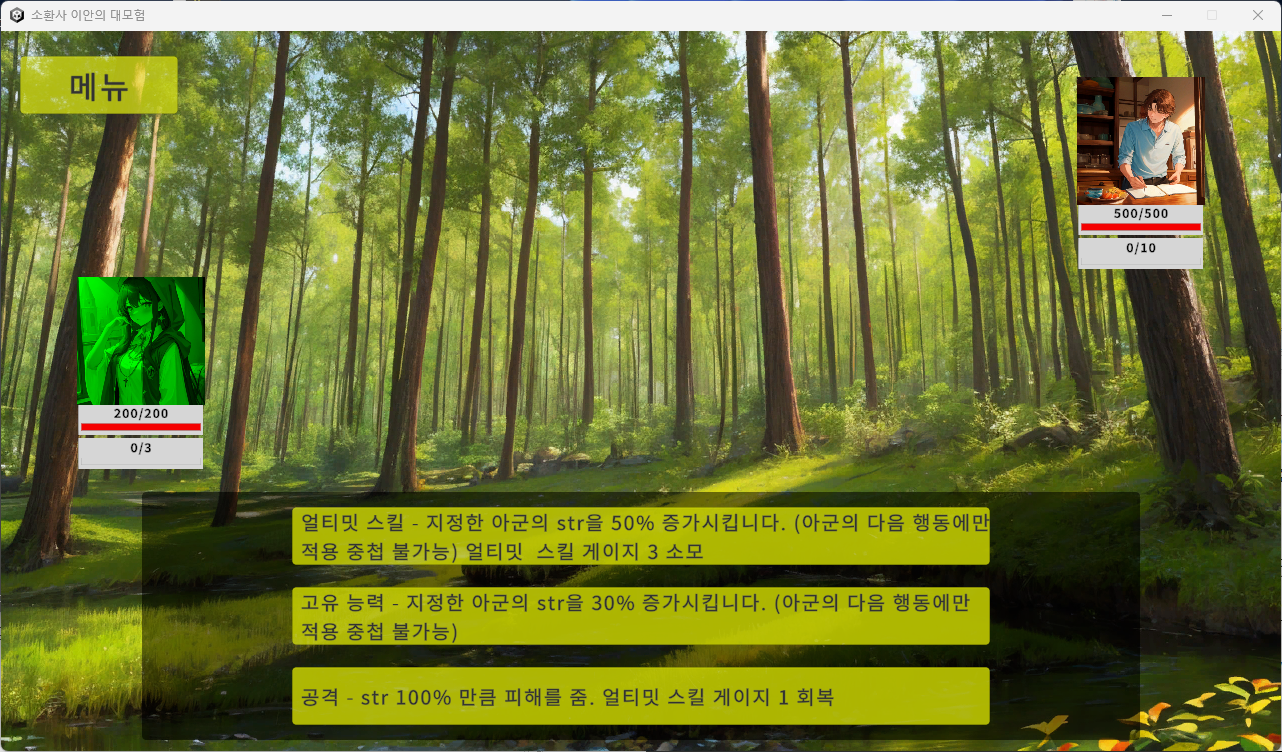 소환사 이안의 대모험
메뉴
500/500
0/10
200/200
0/3
얼티밋 스킬 - 지정한 아군의 str을 50% 증가시킵니다. (아군의 다음 행동에만
적용 중첩 불가능) 얼티밋  스킬 게이지 3 소모
고유 능력 - 지정한 아군의 str을 30% 증가시킵니다. (아군의 다음 행동에만
적용 중첩 불가능)
공격 - str 100% 만큼 피해를 줌. 얼티밋 스킬 게이지 1 회복